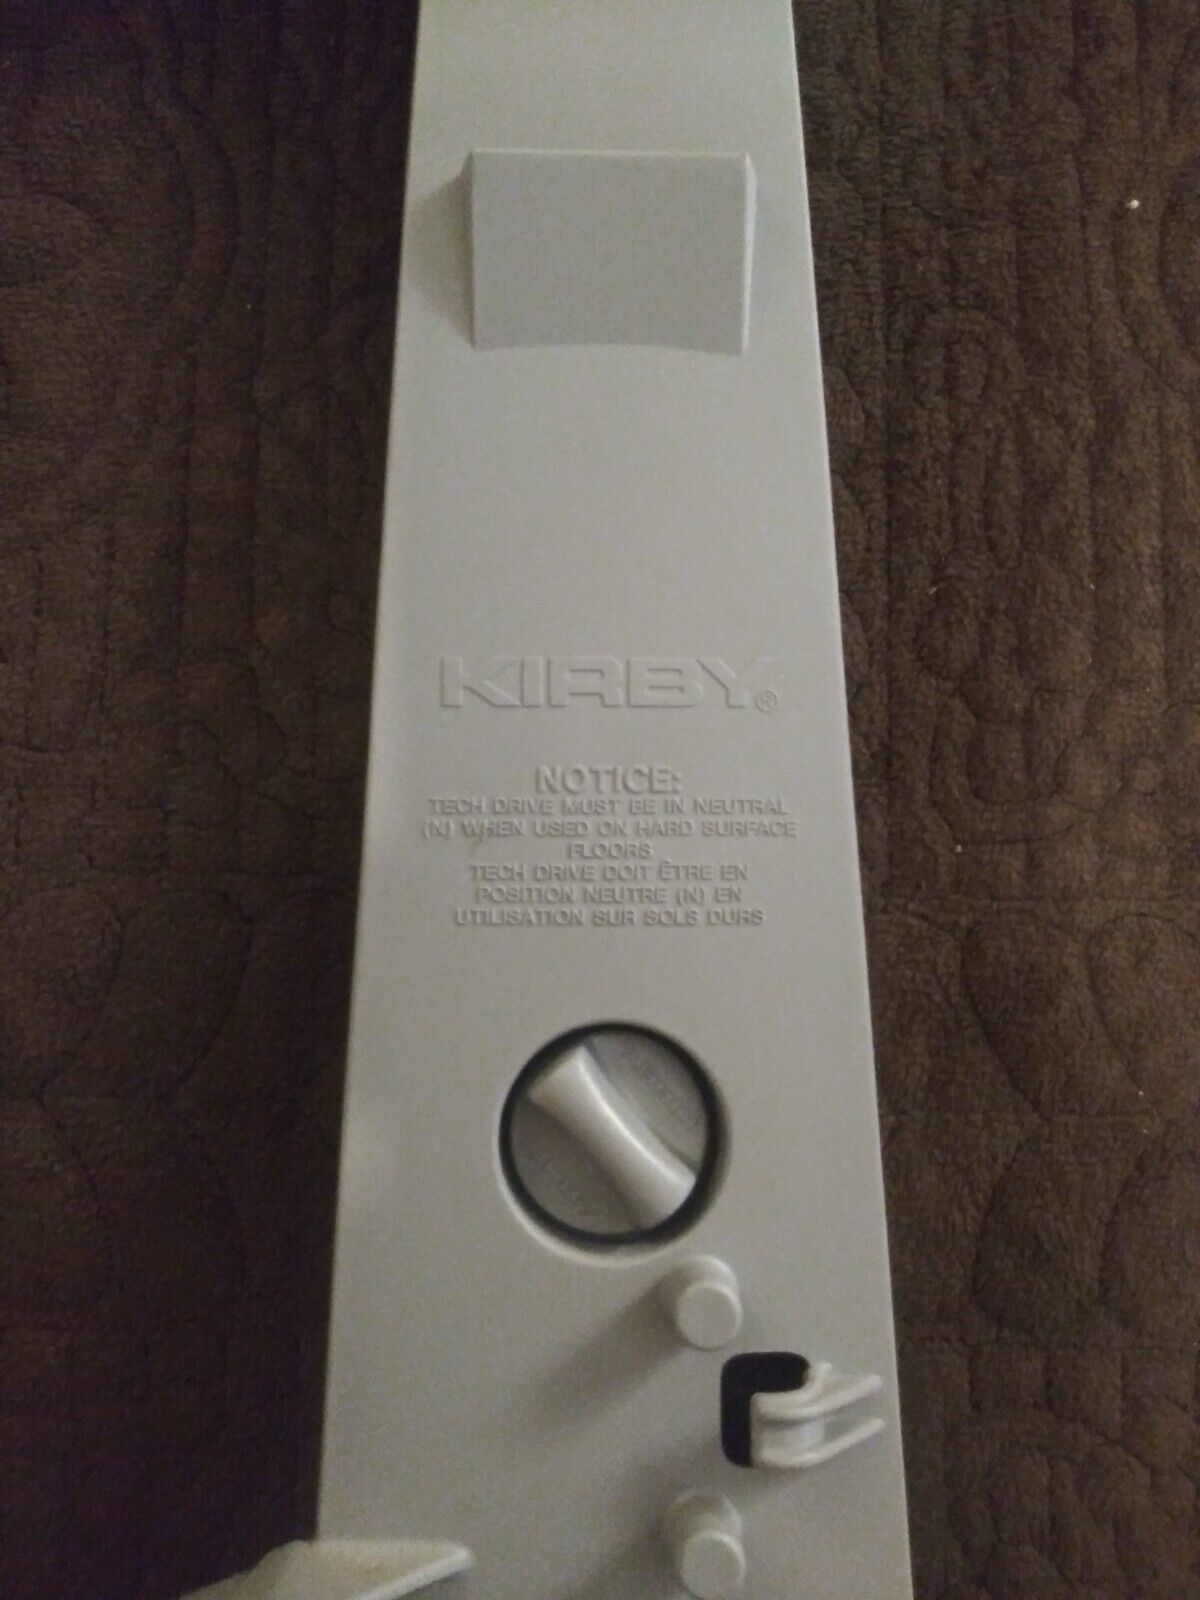 KIRBY®
NOTICE:
TECH DRIVE MUST BE IN NEUTRAL
(N) WHEN USED ON HARD SURFACE
FLOORS
TECH DRIVE DOIT ÊTRE EN
POSITION NEUTRE (N) EN
UTILISATION SUR SOLS DURS